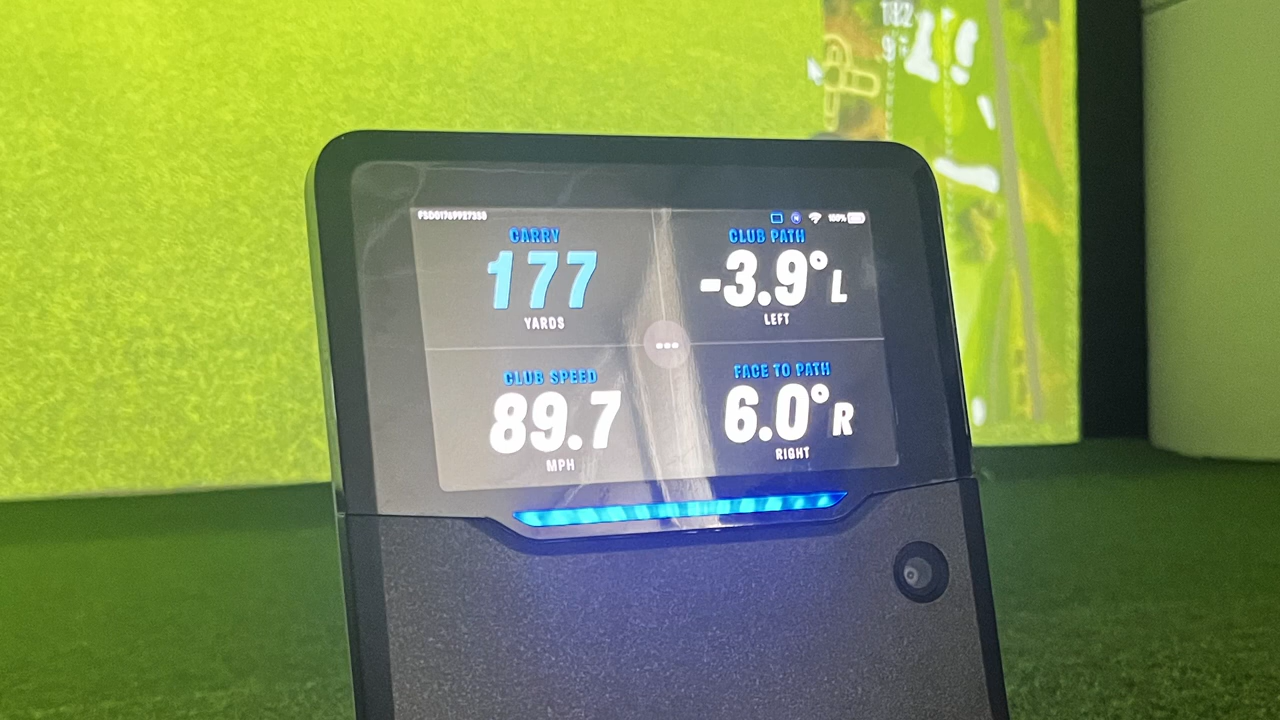 CARRY
177
YARDS
CLUB PATH
-3.9° L
LEFT
CLUB SPEED
89.7
MPH
FACE TO PATH
6.0° R
RIGHT
100%